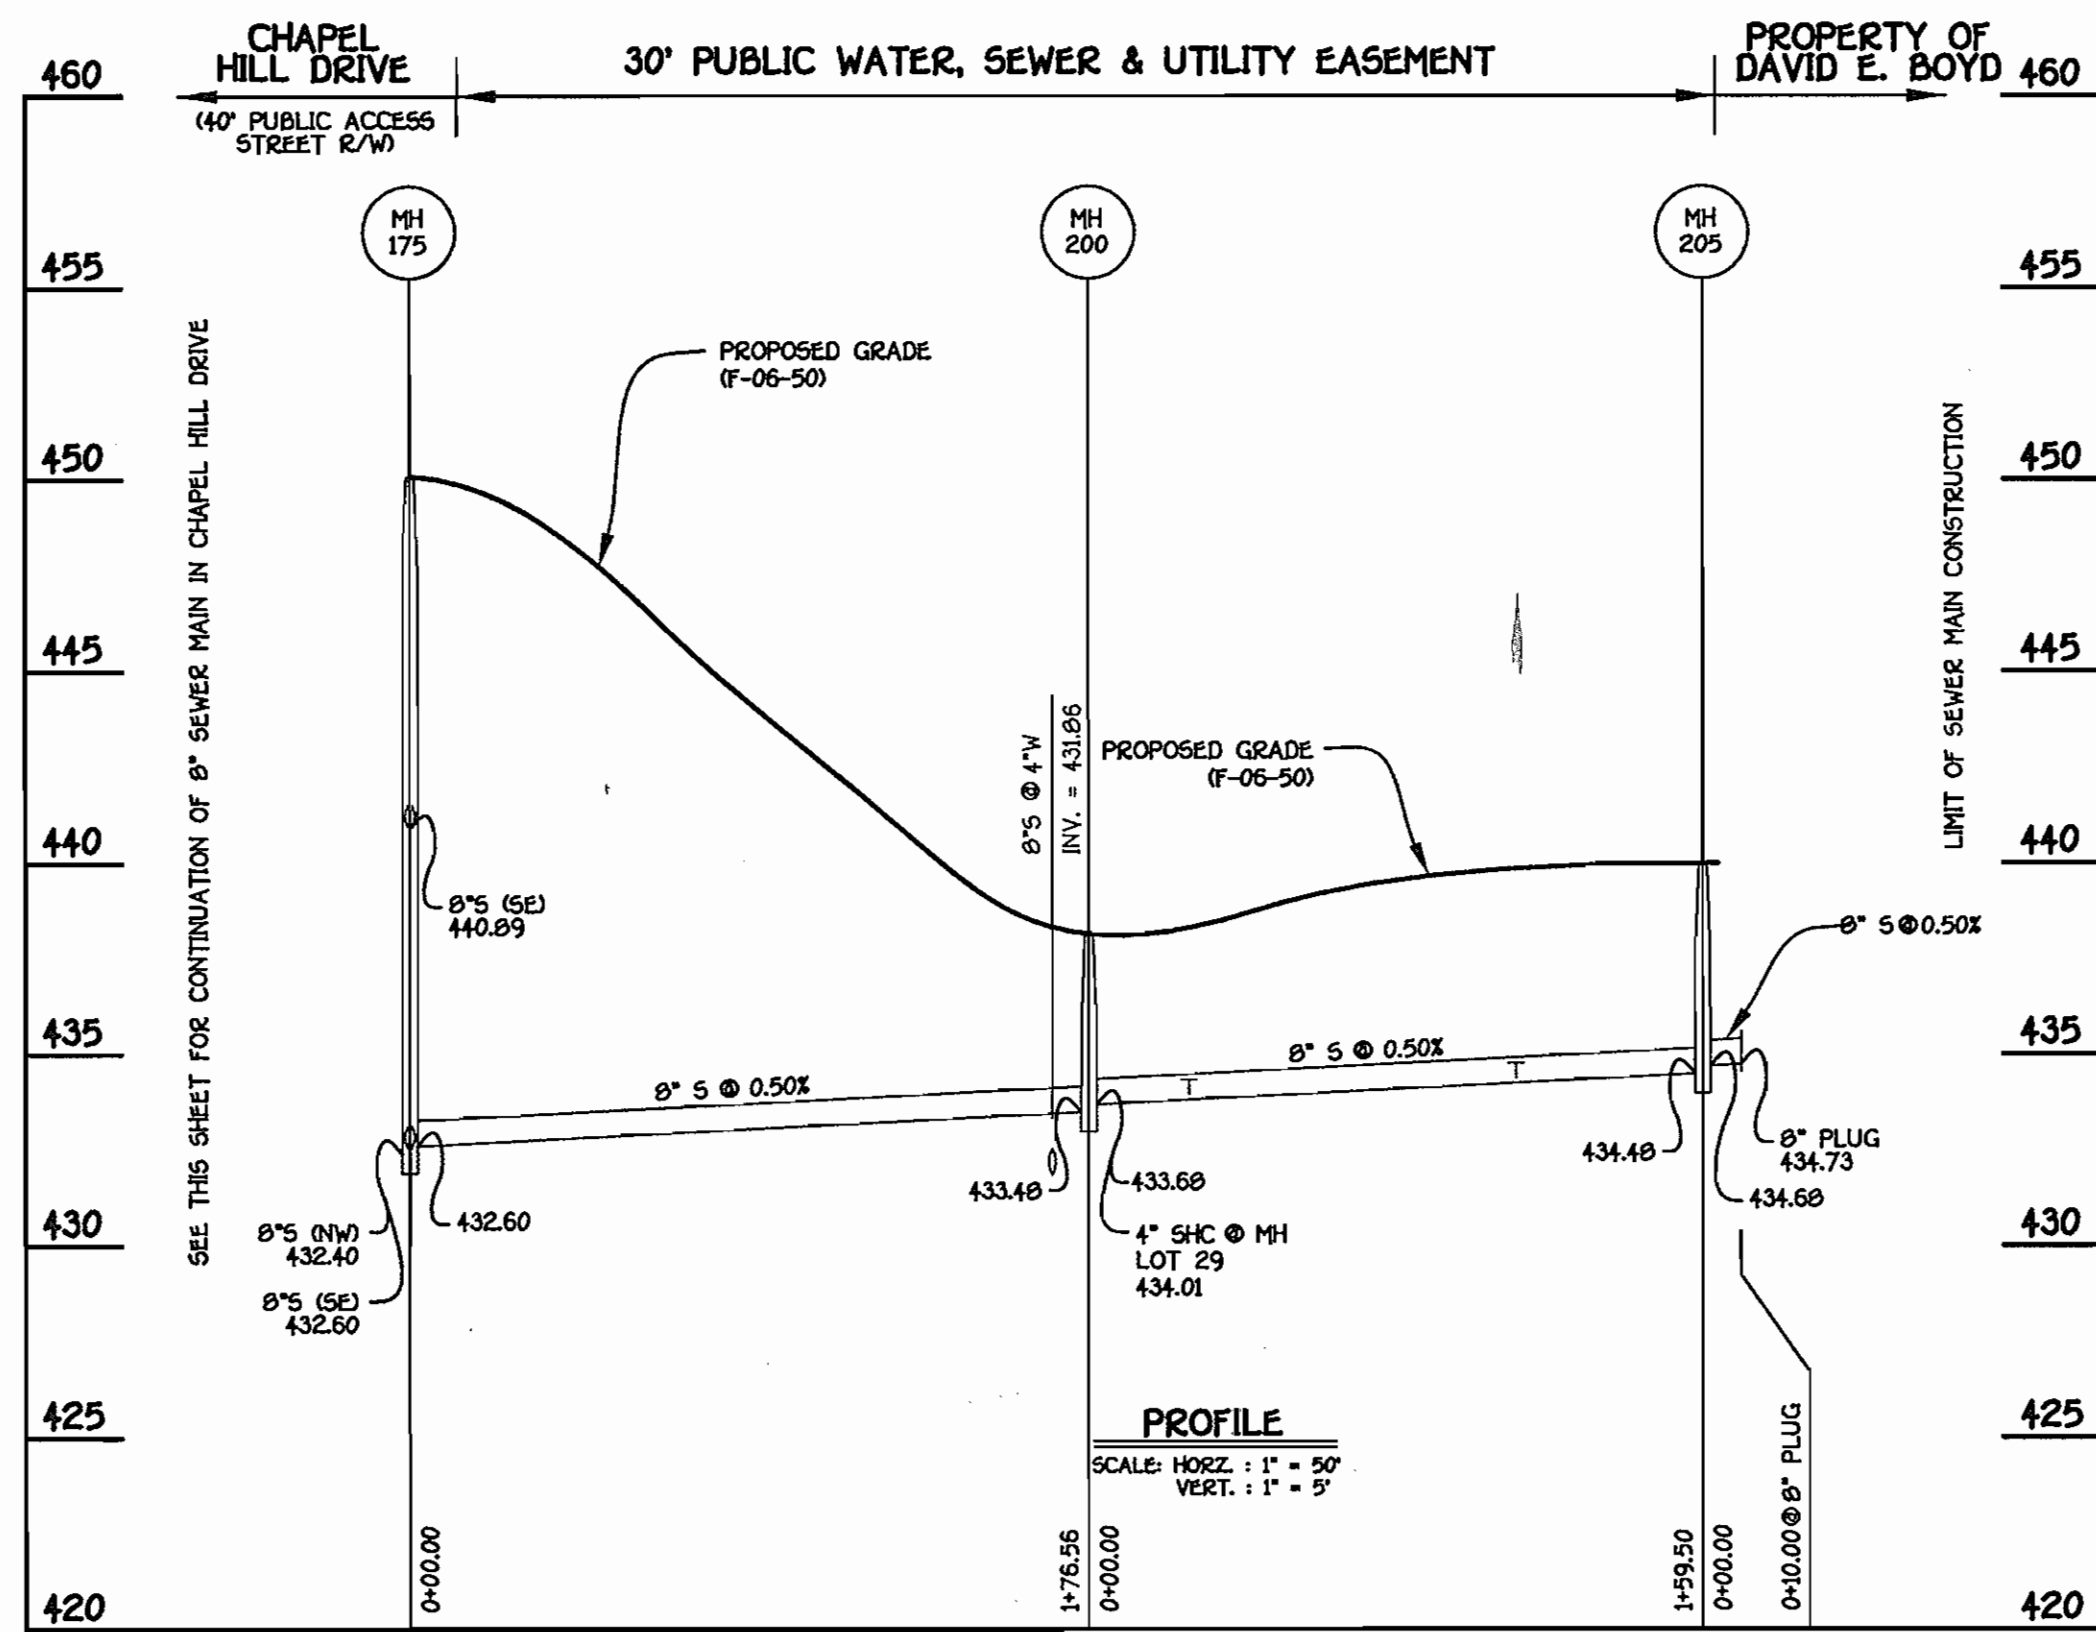 CHAPEL
HILL DRIVE
(40' PUBLIC ACCESS
STREET R/W)
30' PUBLIC WATER, SEWER & UTILITY EASEMENT
PROPERTY OF
DAVID E. BOYD
460
455
450
445
440
435
430
425
420
460
455
450
445
440
435
430
425
420
MH
175
MH
200
MH
205
SEE THIS SHEET FOR CONTINUATION OF 8" SEWER MAIN IN CHAPEL HILL DRIVE
PROPOSED GRADE
(F-06-50)
8"S @ 4"W
INV. = 431.86
PROPOSED GRADE
(F-06-50)
LIMIT OF SEWER MAIN CONSTRUCTION
8"S (SE)
440.89
8" S @ 0.50%
8" S @ 0.50%
8" S @ 0.50%
T
T
8"S (NW)
432.40
8"S (SE)
432.60
432.60
433.48
433.68
4" SHC @ MH
LOT 29
434.01
434.48
8" PLUG
434.73
434.68
PROFILE
SCALE: HORZ. : 1" = 50'
VERT. : 1" = 5'
0+00.00
1+76.56
0+00.00
1+59.50
0+00.00
0+10.00@8" PLUG